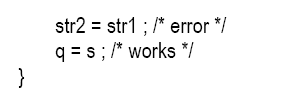 str2 = str1 ; /* error */
q = s ; /* works */
}